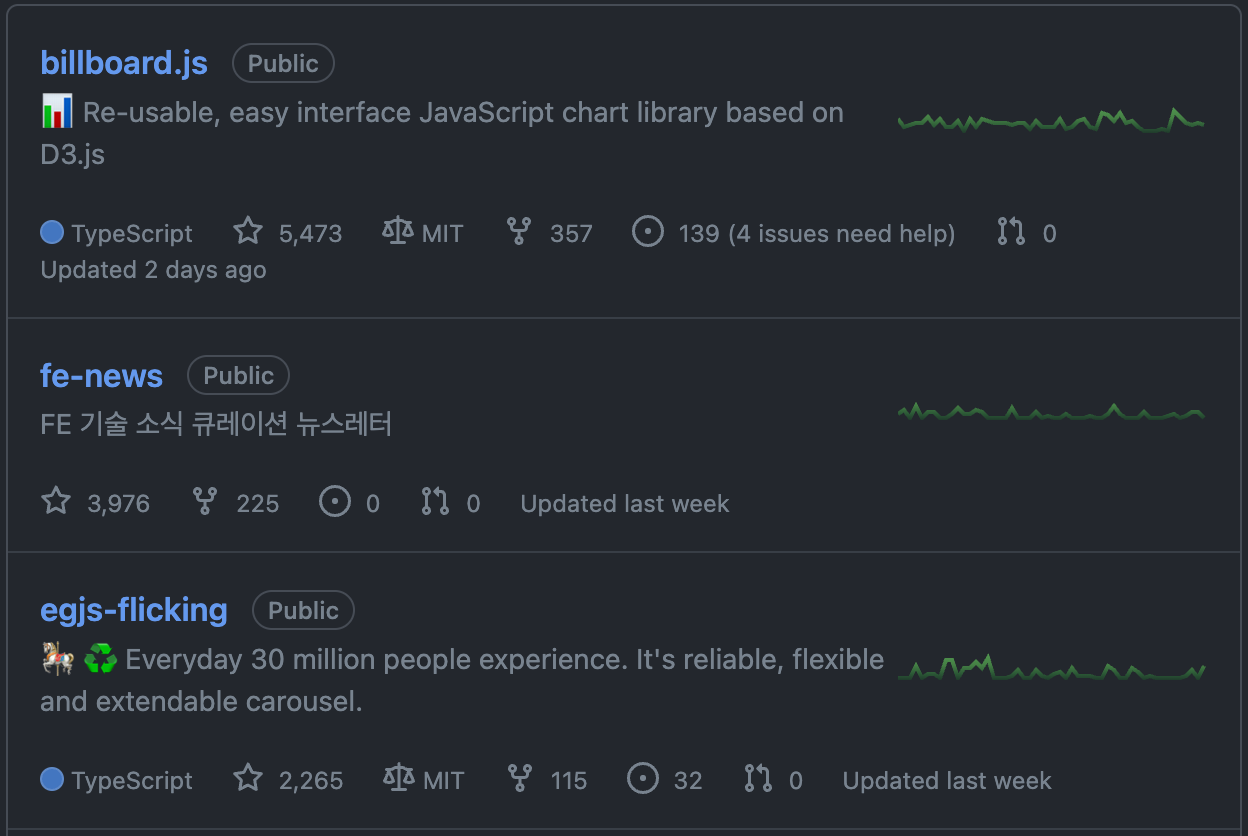 billboard.js Public
📊 Re-usable, easy interface JavaScript chart library based on
D3.js
TypeScript 5,473 MIT 357 139 (4 issues need help) 0
Updated 2 days ago
fe-news Public
FE 기술 소식 큐레이션 뉴스레터
3,976 225 0 0 Updated last week
egjs-flicking Public
🎠 ♻️ Everyday 30 million people experience. It's reliable, flexible
and extendable carousel.
TypeScript 2,265 MIT 115 32 0 Updated last week